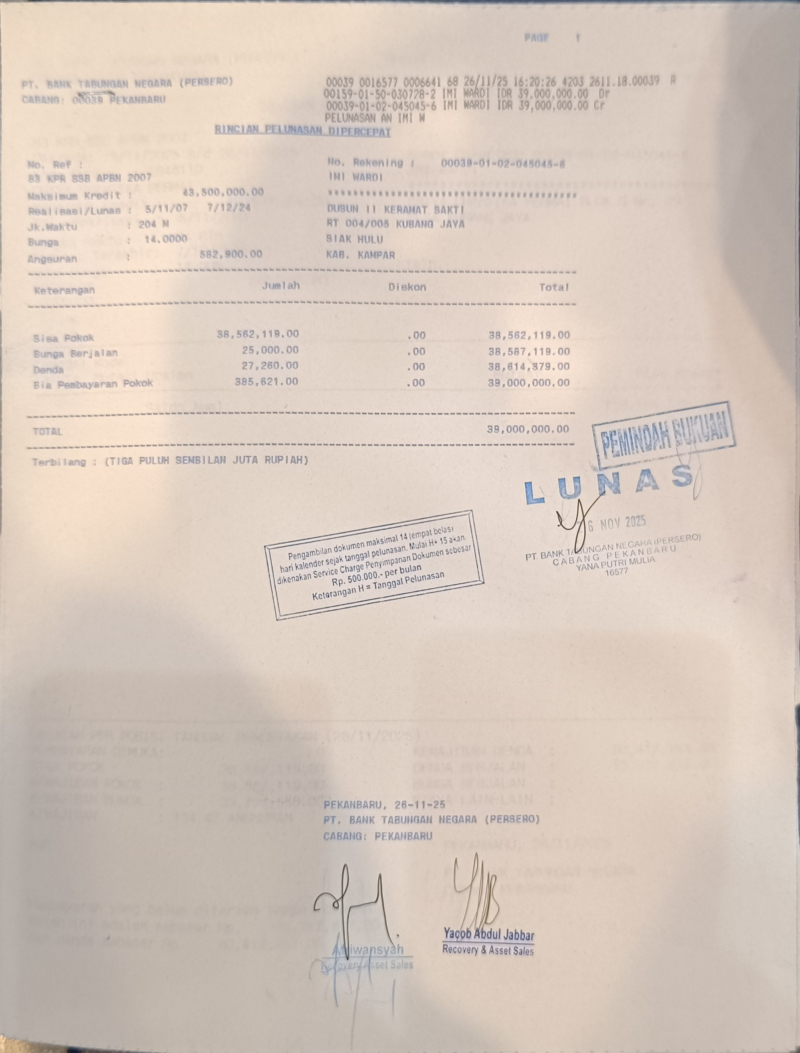 PAGE 1
PT. BANK TABUNGAN NEGARA (PERSERO)
CABANG: 00039 PEKANBARU
00039 0016577 0006641 68 26/11/25 16:20:26 4203 2611.18.00039 R
00159-01-50-030728-2 IMI WARDI IDR 39,000,000.00 Dr
00039-01-02-045045-6 IMI WARDI IDR 39,000,000.00 Cr
PELUNASAN AN IMI W
RINCIAN PELUNASAN DIPERCEPAT
No. Ref :
B3 KPR SSB APBN 2007
Maksimum Kredit : 43,500,000.00
Realisasi/Lunas : 5/11/07 7/12/24
Jk.Waktu : 204 M
Bunga : 14.0000
Angsuran : 582,900.00
No. Rekening : 00039-01-02-045045-6
IMI WARDI
****************************************
DUSUN II KERAMAT BAKTI
RT 004/005 KUBANG JAYA
SIAK HULU
KAB. KAMPAR
Keterangan Jumlah Diskon Total
Sisa Pokok 38,562,119.00 .00 38,562,119.00
Bunga Berjalan 25,000.00 .00 38,587,119.00
Denda 27,260.00 .00 38,614,379.00
Bia Pembayaran Pokok 385,621.00 .00 39,000,000.00
TOTAL 39,000,000.00
Terbilang : (TIGA PULUH SEMBILAN JUTA RUPIAH)
PEMINDAH BUKUAN
LUNAS
6 NOV 2025
PT. BANK TABUNGAN NEGARA (PERSERO)
CABANG PEKANBARU
YANA PUTRI MULIA
16577
Pengambilan dokumen maksimal 14 (empat belas)
hari kalender sejak tanggal pelunasan. Mulai H+ 15 akan
dikenakan Service Charge Penyimpanan Dokumen sebesar
Rp. 500.000.- per bulan
Keterangan H = Tanggal Pelunasan
PEKANBARU, 26-11-25
PT. BANK TABUNGAN NEGARA (PERSERO)
CABANG: PEKANBARU
Recovery & Asset Sales
Yacob Abdul Jabbar
Recovery & Asset Sales